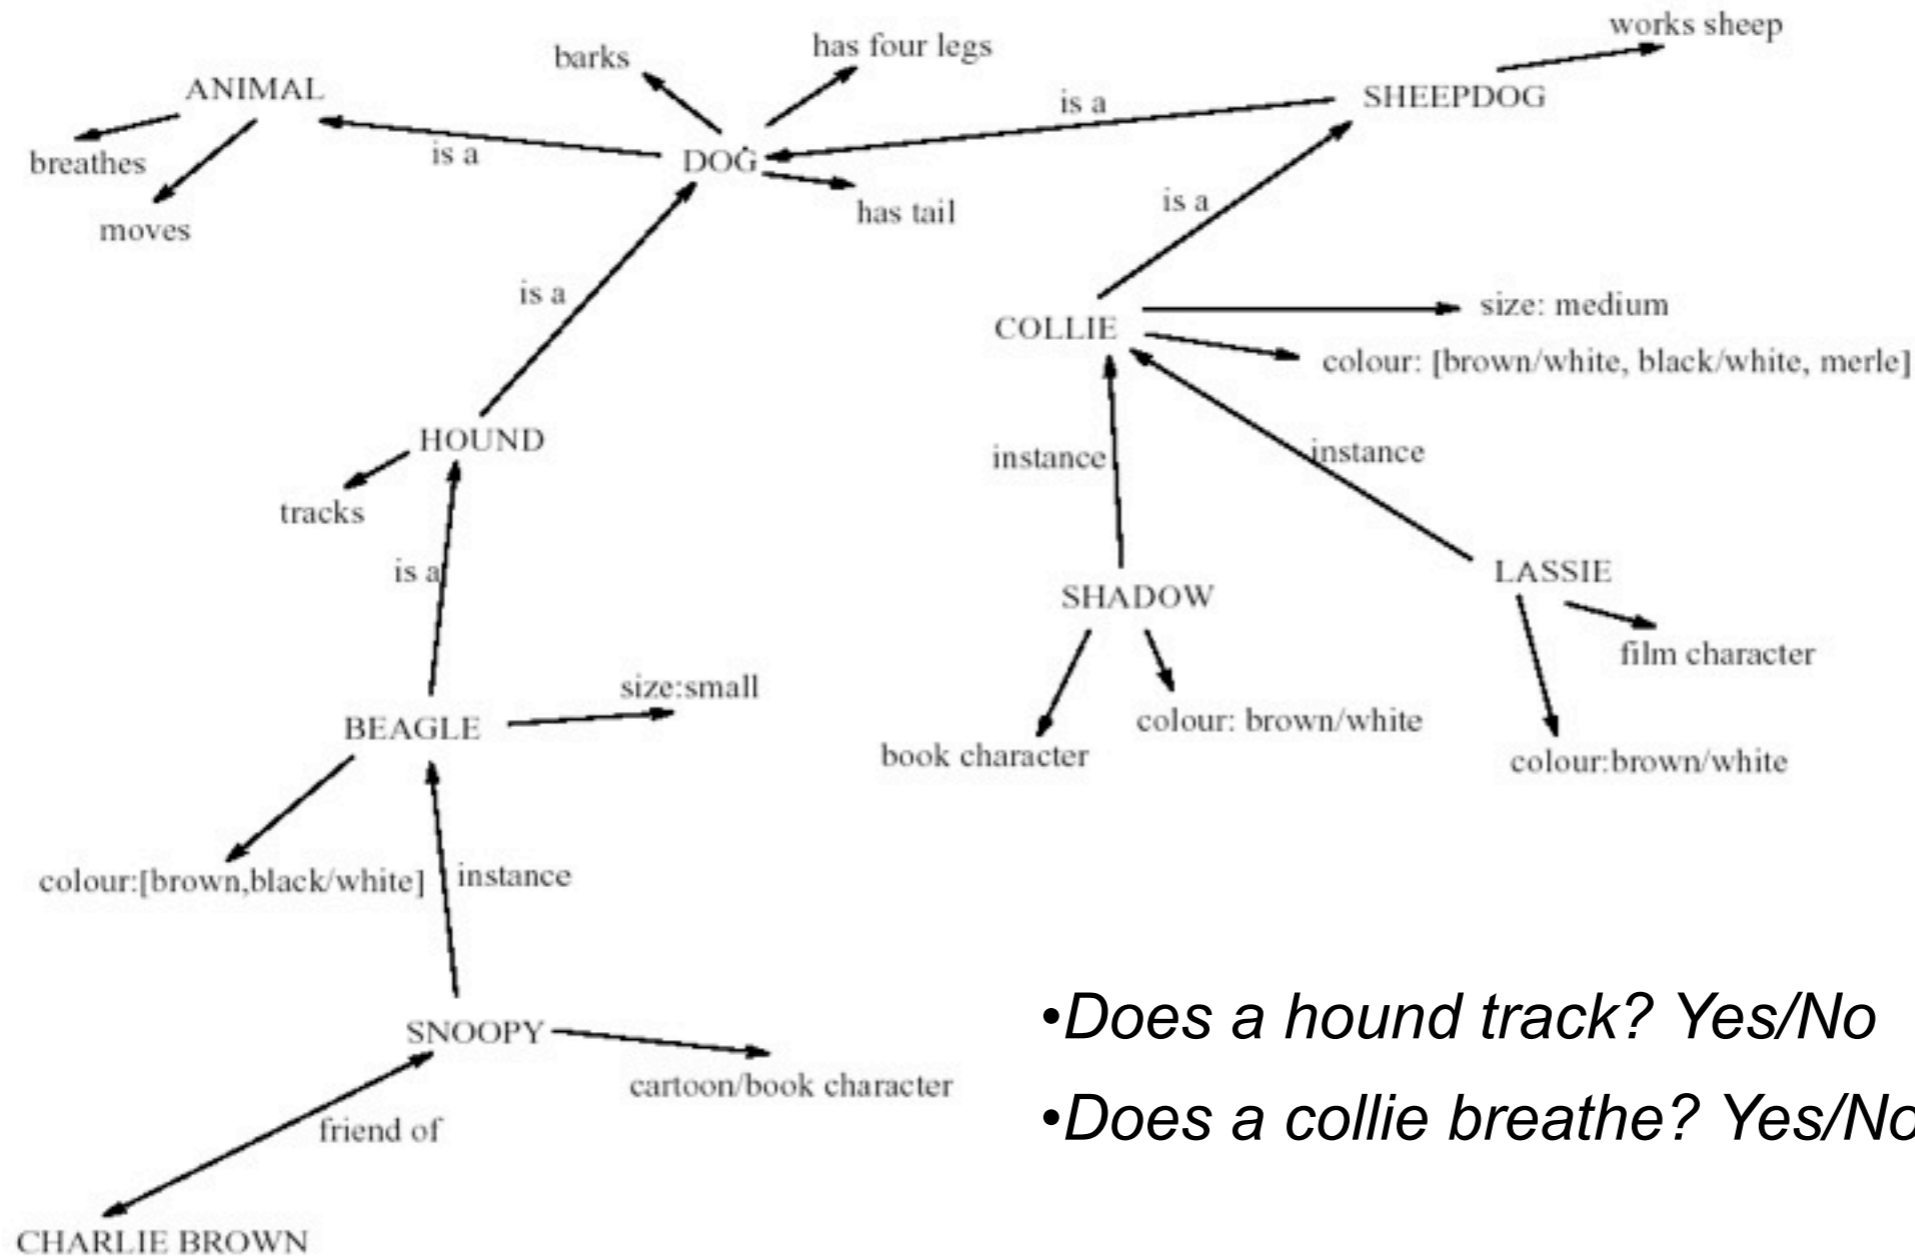 works sheep
has four legs
barks
ANIMAL
is a
SHEEPDOG
breathes
is a
DOG
has tail
is a
moves
is a
size: medium
COLLIE
colour: [brown/white, black/white, merle]
HOUND
instance
instance
tracks
is a
LASSIE
SHADOW
film character
size:small
BEAGLE
colour: brown/white
book character
colour:brown/white
colour:[brown,black/white]
instance
SNOOPY
cartoon/book character
friend of
CHARLIE BROWN
•Does a hound track? Yes/No
•Does a collie breathe? Yes/No